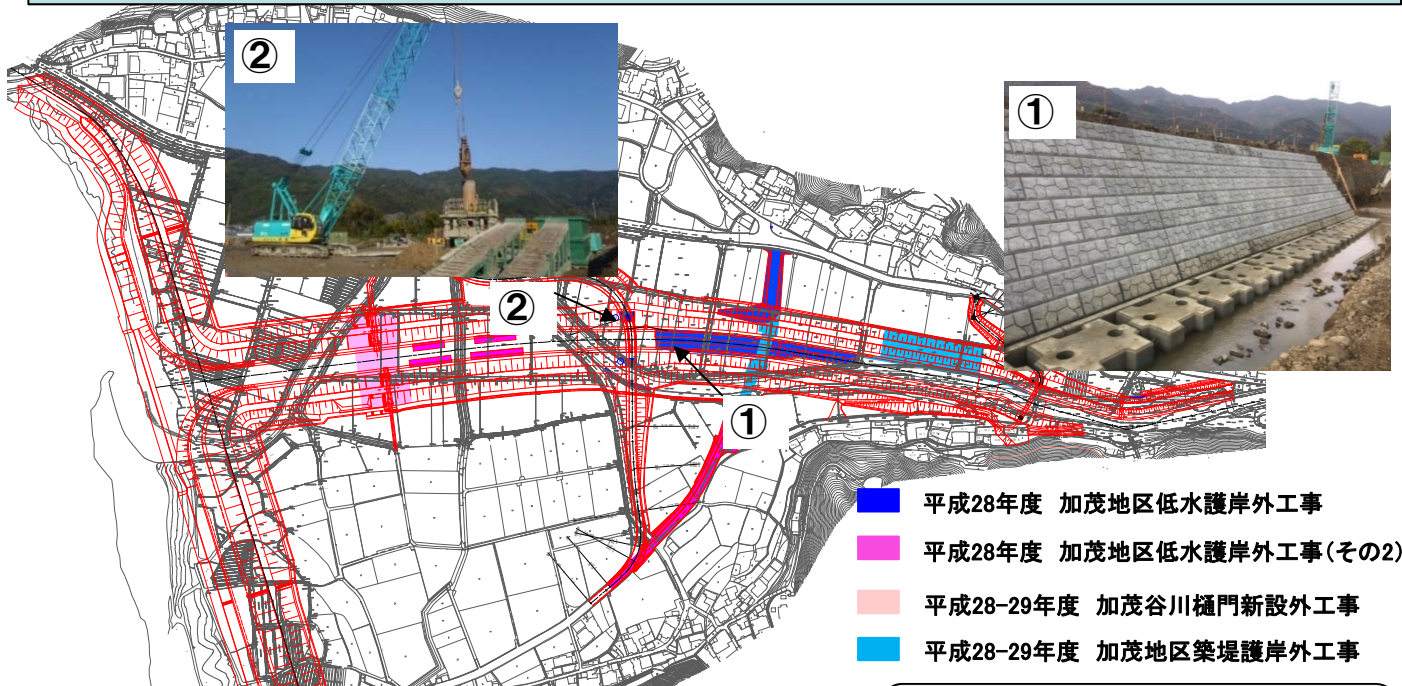 ②
①
②
①
平成28年度 加茂地区低水護岸外工事
平成28年度 加茂地区低水護岸外工事(その2)
平成28-29年度 加茂谷川樋門新設外工事
平成28-29年度 加茂地区築堤護岸外工事